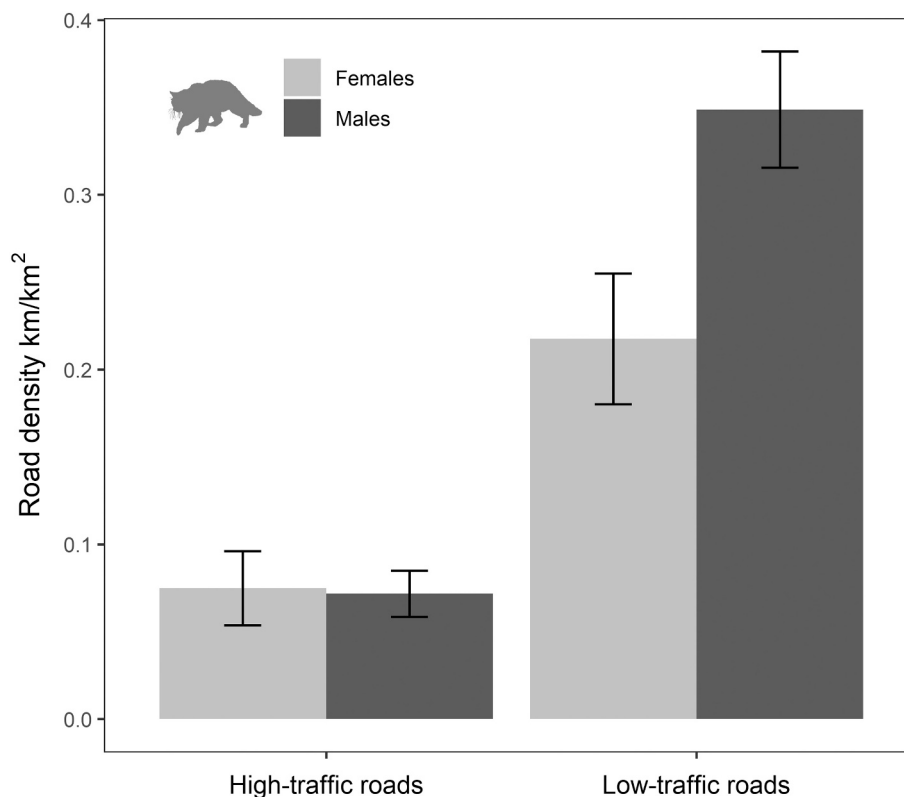 0.4
Females
Males
0.3
0.2
0.1
0.0
Road density km/km²
High-traffic roads
Low-traffic roads